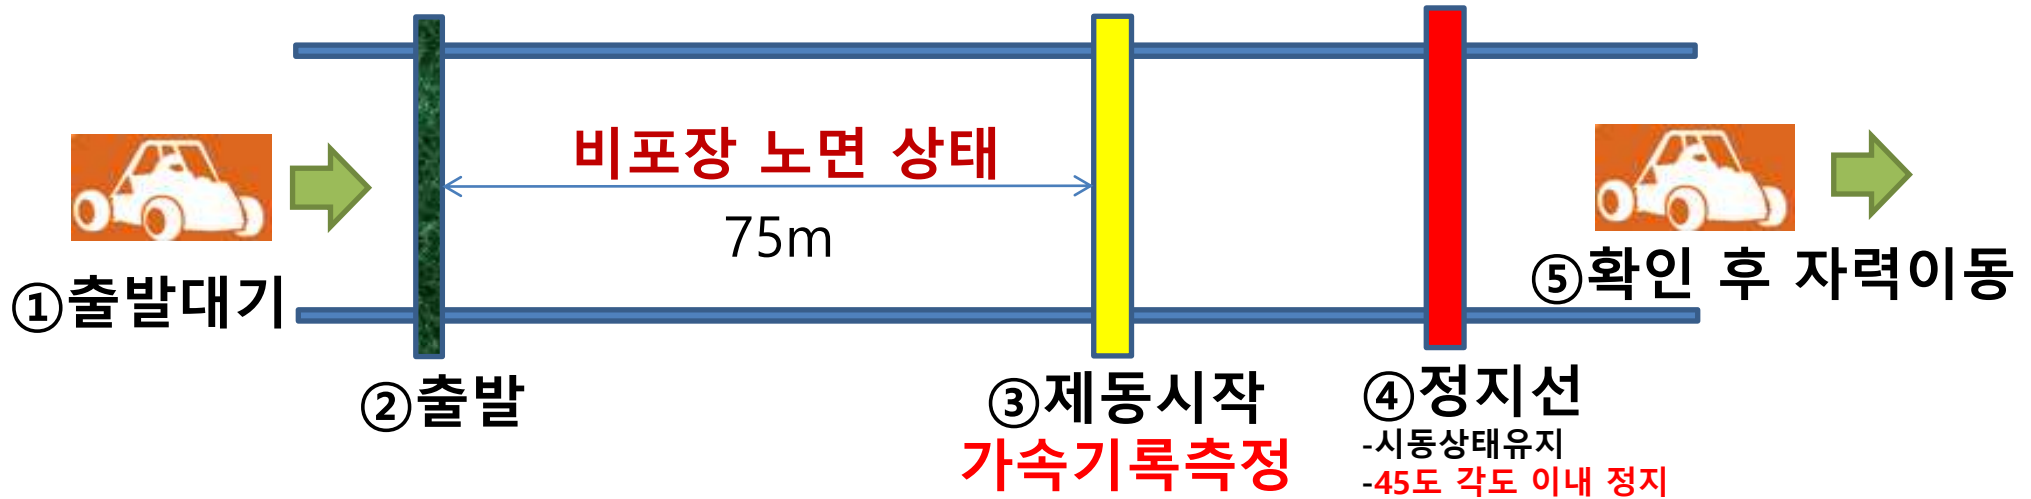 비포장 노면 상태
75m
①출발대기
②출발
③제동시작
가속기록측정
④정지선
-시동상태유지
-45도 각도 이내 정지
⑤확인 후 자력이동